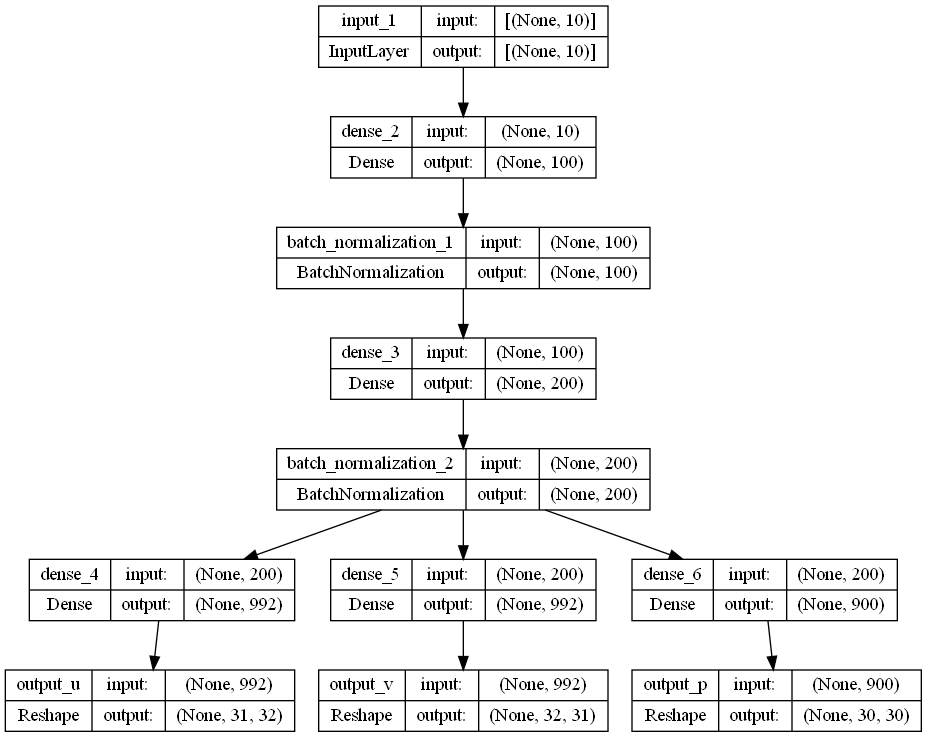 input_1 input: [(None, 10)]
InputLayer output: [(None, 10)]
dense_2 input: (None, 10)
Dense output: (None, 100)
batch_normalization_1 input: (None, 100)
BatchNormalization output: (None, 100)
dense_3 input: (None, 100)
Dense output: (None, 200)
batch_normalization_2 input: (None, 200)
BatchNormalization output: (None, 200)
dense_4 input: (None, 200)
Dense output: (None, 992)
dense_5 input: (None, 200)
Dense output: (None, 992)
dense_6 input: (None, 200)
Dense output: (None, 900)
output_u input: (None, 992)
Reshape output: (None, 31, 32)
output_v input: (None, 992)
Reshape output: (None, 32, 31)
output_p input: (None, 900)
Reshape output: (None, 30, 30)